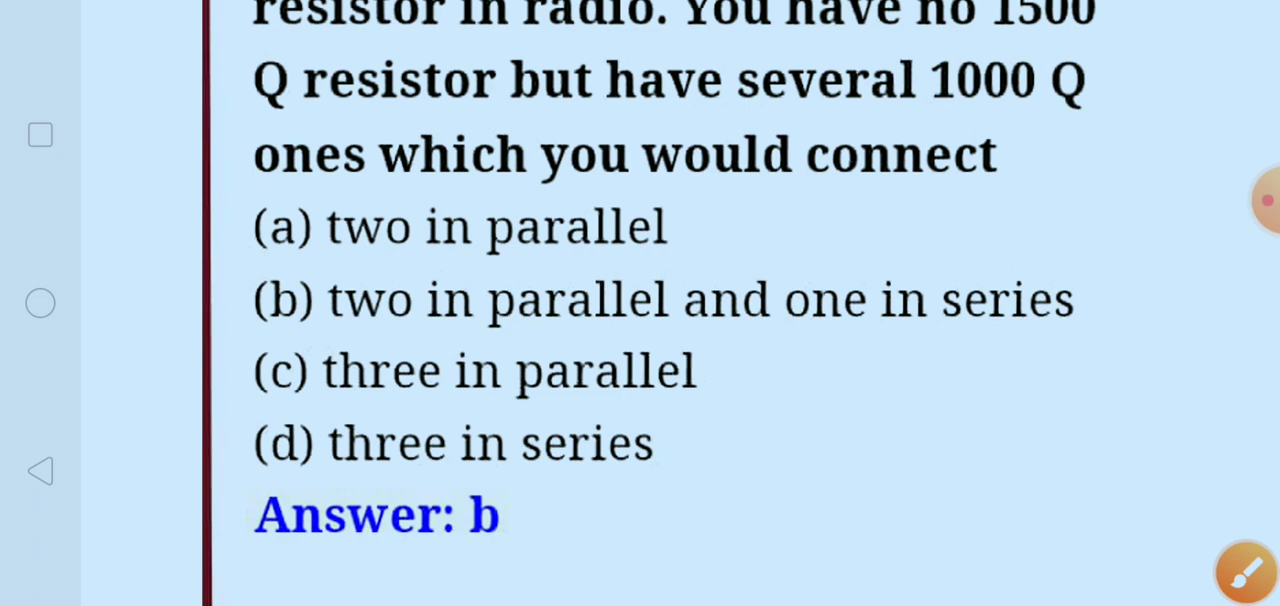 resistor in radio. You have no 1500
Q resistor but have several 1000 Q
ones which you would connect
(a) two in parallel
(b) two in parallel and one in series
(c) three in parallel
(d) three in series
Answer: b